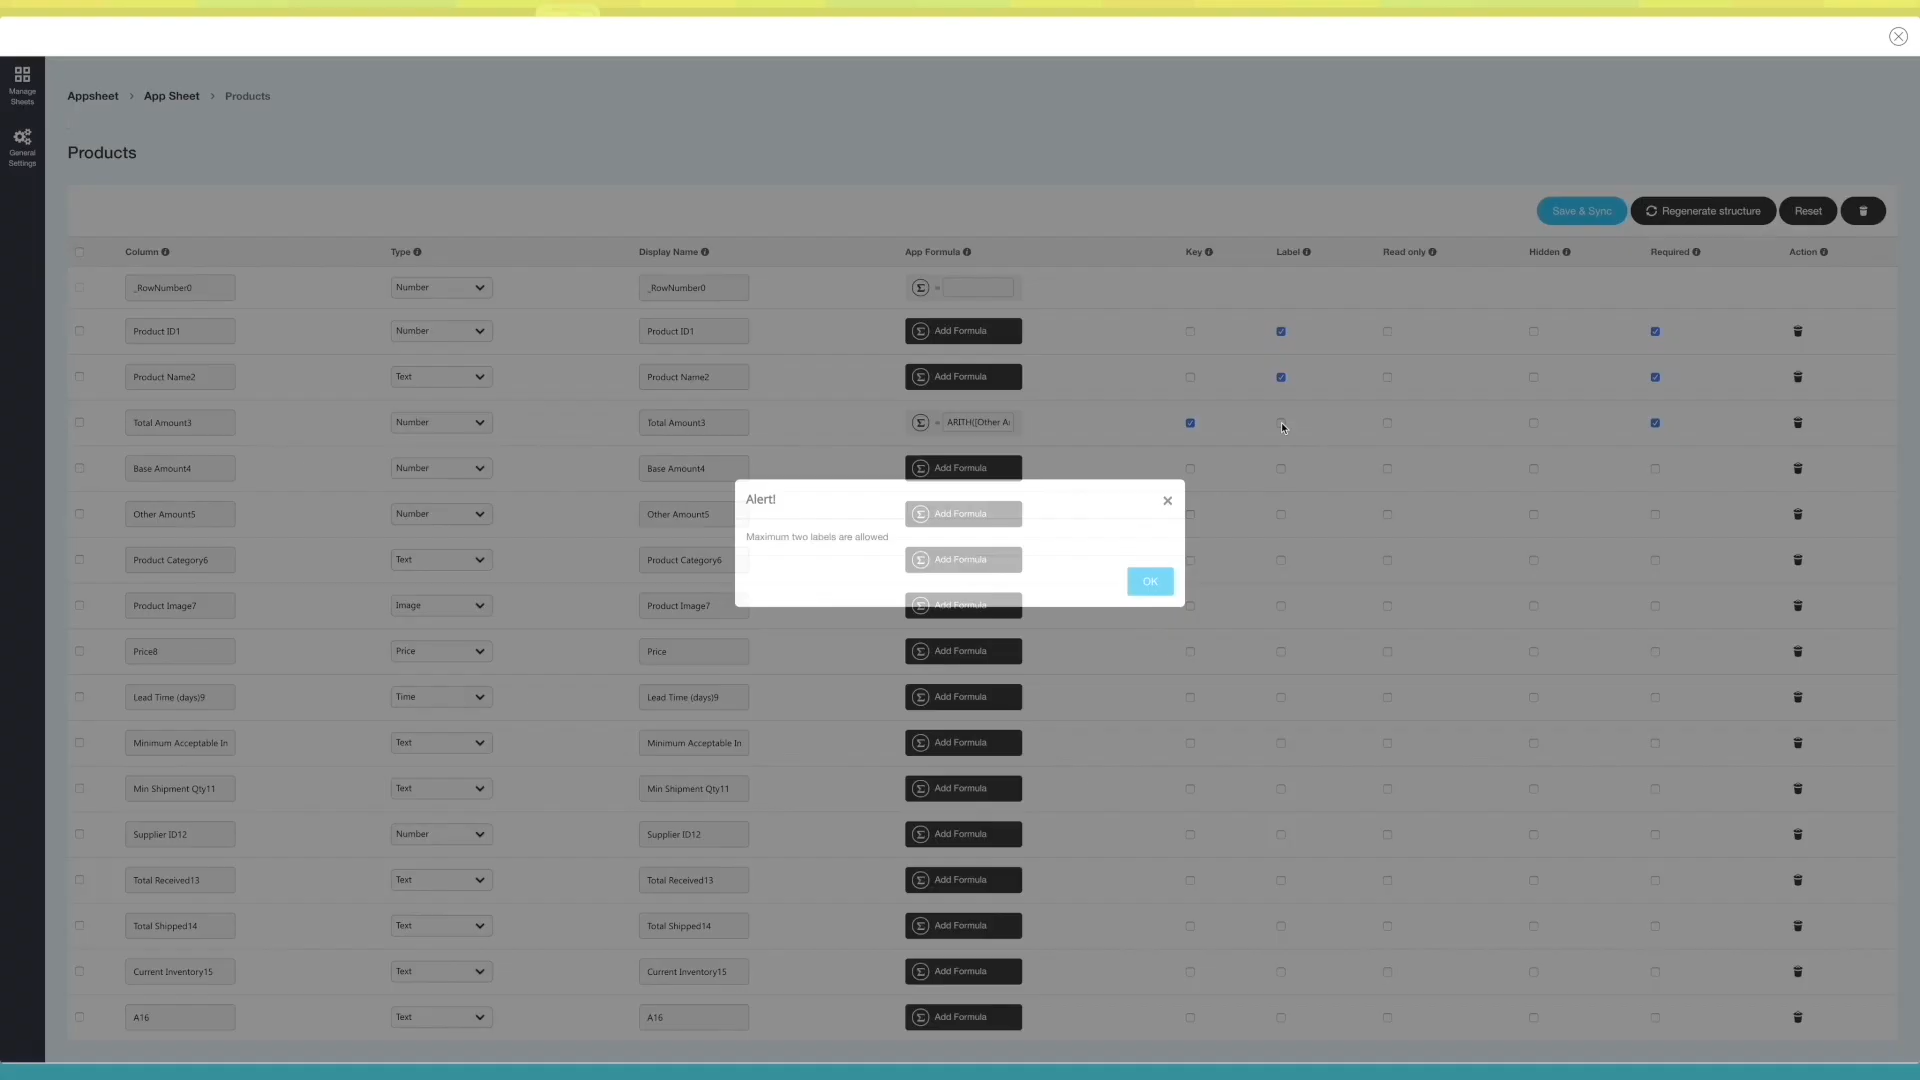 Manage
Sheets
General
Settings
Appsheet > App Sheet > Products
Products
Save & Sync Regenerate structure Reset
Column Type Display Name App Formula Key Label Read only Hidden Required Action
_RowNumber0 Number _RowNumber0 Σ =
Product ID1 Number Product ID1 Σ Add Formula
Product Name2 Text Product Name2 Σ Add Formula
Total Amount3 Number Total Amount3 Σ = ARITH([Other A
Base Amount4 Number Base Amount4 Σ Add Formula
Alert!
Other Amount5 Number Other Amount5 Σ Add Formula
Maximum two labels are allowed
Product Category6 Text Product Category6 Σ Add Formula
OK
Product Image7 Image Product Image7 Σ Add Formula
Price8 Price Price Σ Add Formula
Lead Time (days)9 Time Lead Time (days)9 Σ Add Formula
Minimum Acceptable In Text Minimum Acceptable In Σ Add Formula
Min Shipment Qty11 Text Min Shipment Qty11 Σ Add Formula
Supplier ID12 Number Supplier ID12 Σ Add Formula
Total Received13 Text Total Received13 Σ Add Formula
Total Shipped14 Text Total Shipped14 Σ Add Formula
Current Inventory15 Text Current Inventory15 Σ Add Formula
A16 Text A16 Σ Add Formula